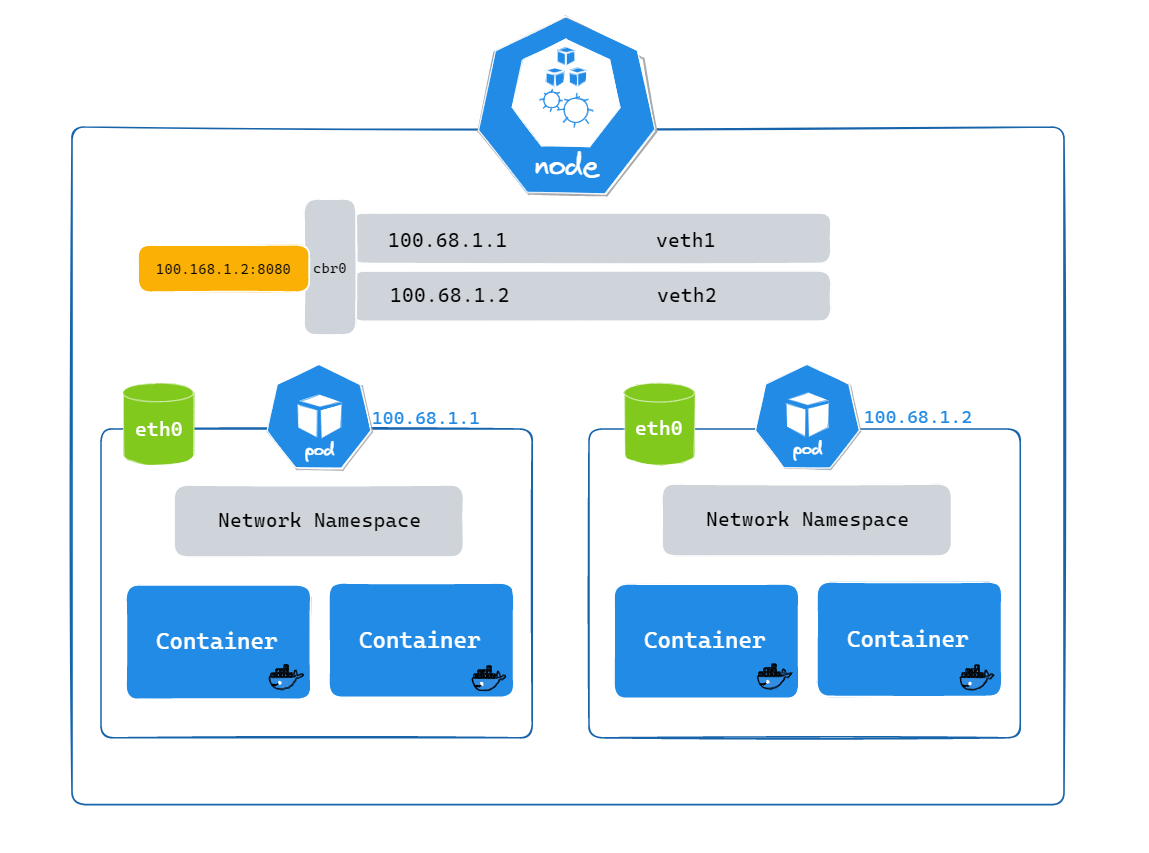 node
100.68.1.1 veth1
100.168.1.2:8080 cbr0
100.68.1.2 veth2
eth0
pod
100.68.1.1
Network Namespace
Container
Container
eth0
pod
100.68.1.2
Network Namespace
Container
Container